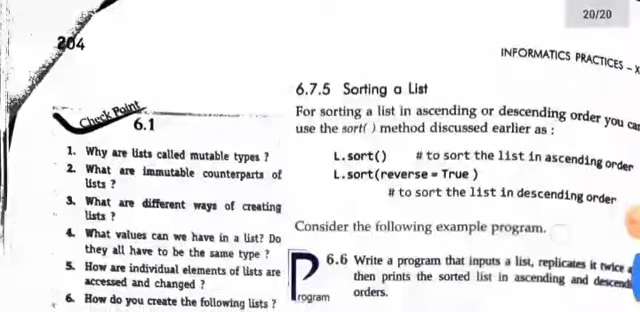 20/20
204
INFORMATICS PRACTICES – X
Check Point
6.1
1. Why are lists called mutable types ?
2. What are immutable counterparts of
lists ?
3. What are different ways of creating
lists ?
4. What values can we have in a list? Do
they all have to be the same type ?
5. How are individual elements of lists are
accessed and changed ?
6. How do you create the following lists ?
6.7.5 Sorting a List
For sorting a list in ascending or descending order you can
use the sort( ) method discussed earlier as :
L.sort() # to sort the list in ascending order
L.sort(reverse = True )
# to sort the list in descending order
Consider the following example program.
Program
6.6 Write a program that inputs a list, replicates it twice
then prints the sorted list in ascending and
orders.